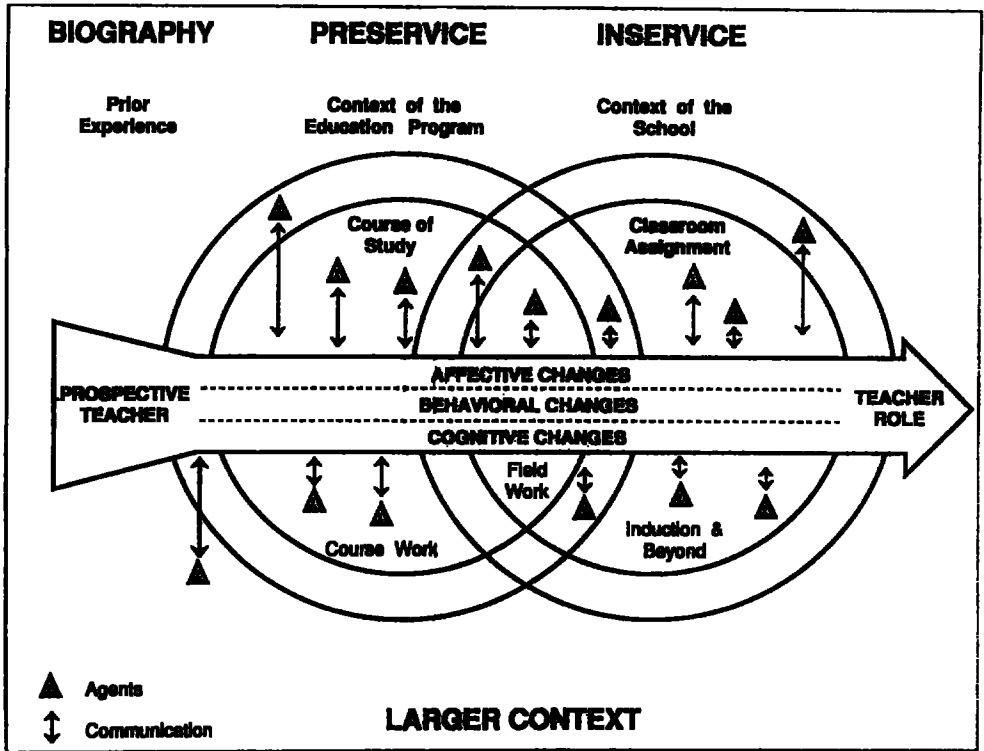 BIOGRAPHY
PRESERVICE
INSERVICE
Prior
Experience
Context of the
Education Program
Context of the
School
Course of
Study
Classroom
Assignment
AFFECTIVE CHANGES
PROSPECTIVE
TEACHER
BEHAVIORAL CHANGES
TEACHER
ROLE
COGNITIVE CHANGES
Field
Work
Course Work
Induction &
Beyond
Agents
Communication
LARGER CONTEXT